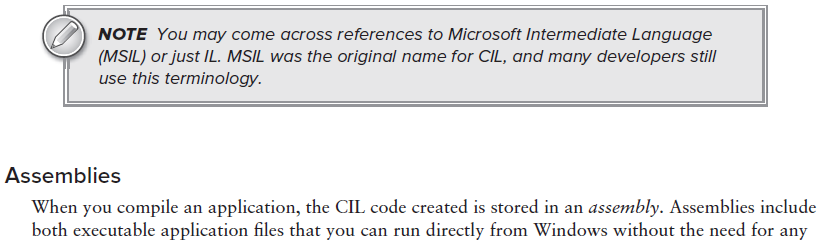 NOTE You may come across references to Microsoft Intermediate Language
(MSIL) or just IL. MSIL was the original name for CIL, and many developers still
use this terminology.
Assemblies
When you compile an application, the CIL code created is stored in an assembly. Assemblies include
both executable application files that you can run directly from Windows without the need for any